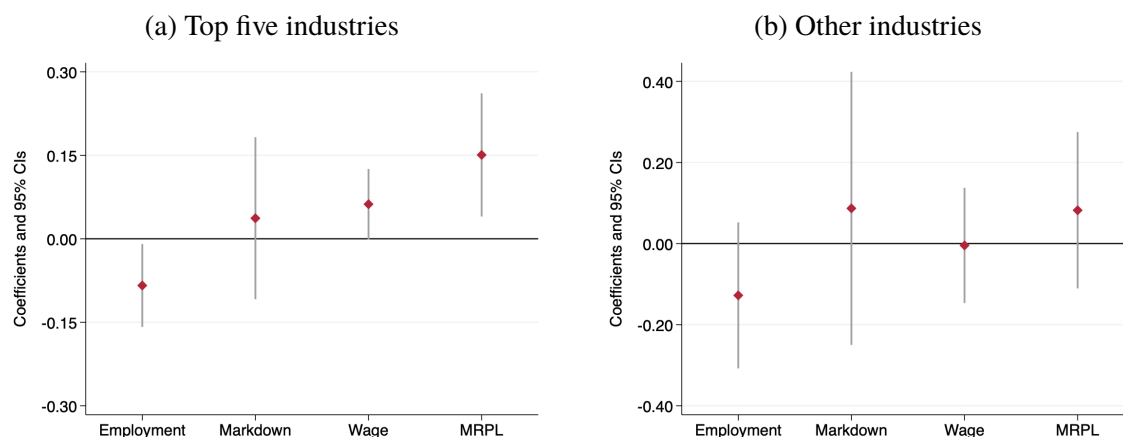 (a) Top five industries
Coefficients and 95% CIs
0.30
0.15
0.00
-0.15
-0.30
Employment Markdown Wage MRPL
(b) Other industries
Coefficients and 95% CIs
0.40
0.20
0.00
-0.20
-0.40
Employment Markdown Wage MRPL